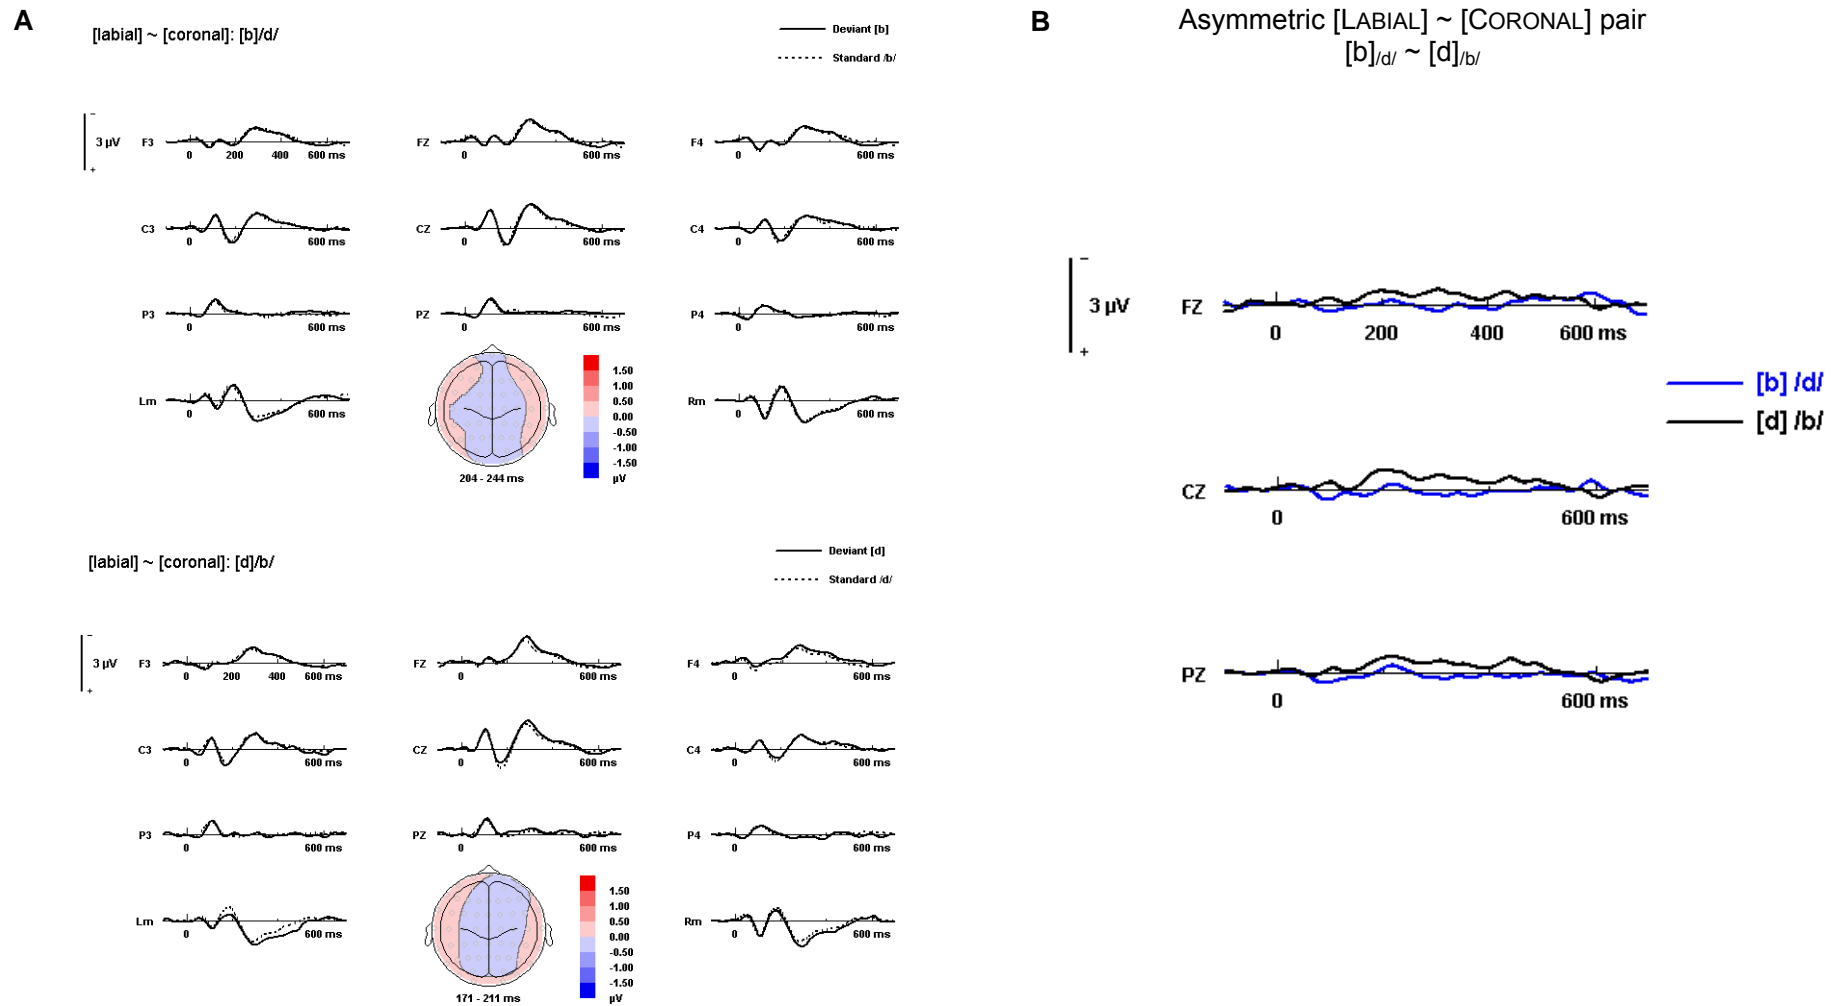 A
[labial] ~ [coronal]: [b]/d/
Deviant [b]
Standard /b/
−
3 µV
+
F3
0 200 400 600 ms
FZ
0 600 ms
F4
0 600 ms
C3
0 600 ms
CZ
0 600 ms
C4
0 600 ms
P3
0 600 ms
PZ
0 600 ms
P4
0 600 ms
Lm
0 600 ms
1.50
1.00
0.50
0.00
-0.50
-1.00
-1.50
µV
204 - 244 ms
Rm
0 600 ms
[labial] ~ [coronal]: [d]/b/
Deviant [d]
Standard /d/
−
3 µV
+
F3
0 200 400 600 ms
FZ
0 600 ms
F4
0 600 ms
C3
0 600 ms
CZ
0 600 ms
C4
0 600 ms
P3
0 600 ms
PZ
0 600 ms
P4
0 600 ms
Lm
0 600 ms
1.50
1.00
0.50
0.00
-0.50
-1.00
-1.50
µV
171 - 211 ms
Rm
0 600 ms
B
Asymmetric [LABIAL] ~ [CORONAL] pair
[b]/d/ ~ [d]/b/
−
3 µV
+
FZ
0 200 400 600 ms
[b] /d/
[d] /b/
CZ
0 600 ms
PZ
0 600 ms